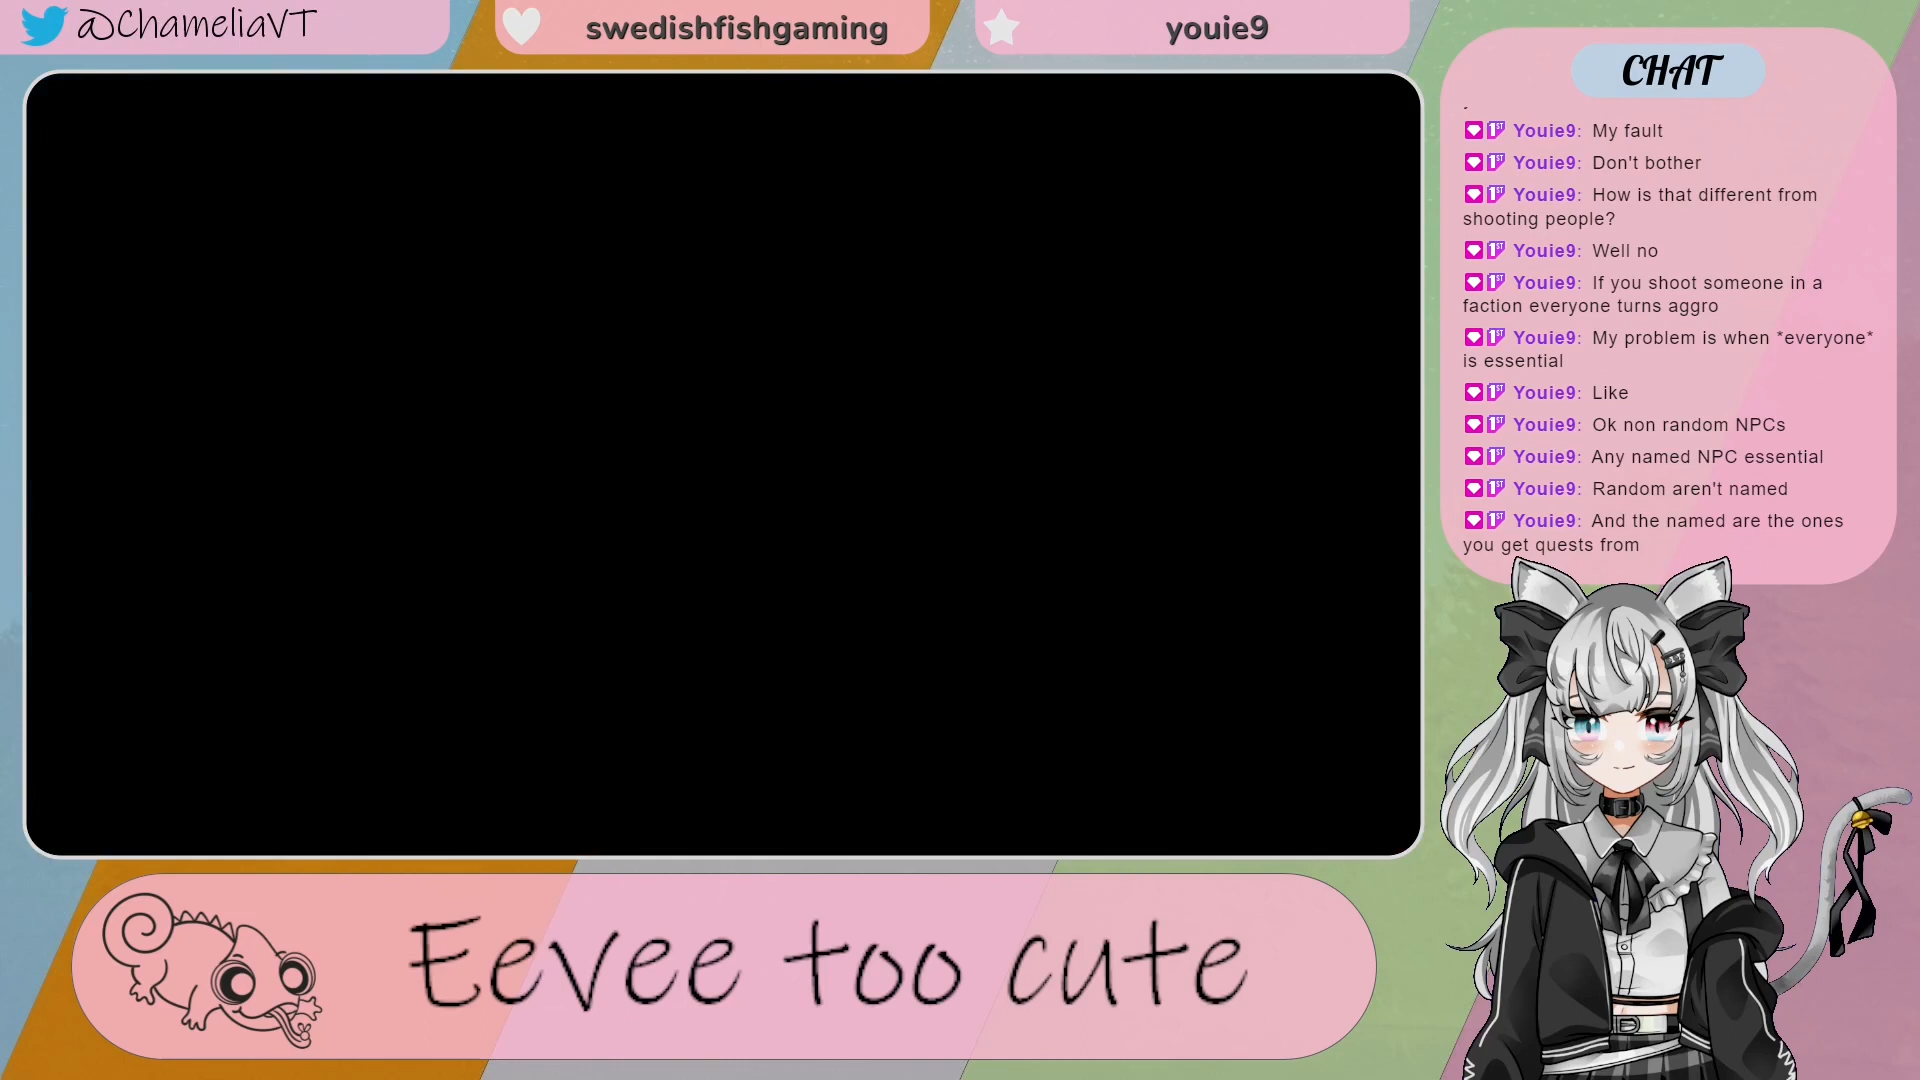 @ChameliaVT
swedishfishgaming
youie9
CHAT
Youie9: My fault
Youie9: Don't bother
Youie9: How is that different from
shooting people?
Youie9: Well no
Youie9: If you shoot someone in a
faction everyone turns aggro
Youie9: My problem is when *everyone*
is essential
Youie9: Like
Youie9: Ok non random NPCs
Youie9: Any named NPC essential
Youie9: Random aren't named
Youie9: And the named are the ones
you get quests from
Eevee too cute